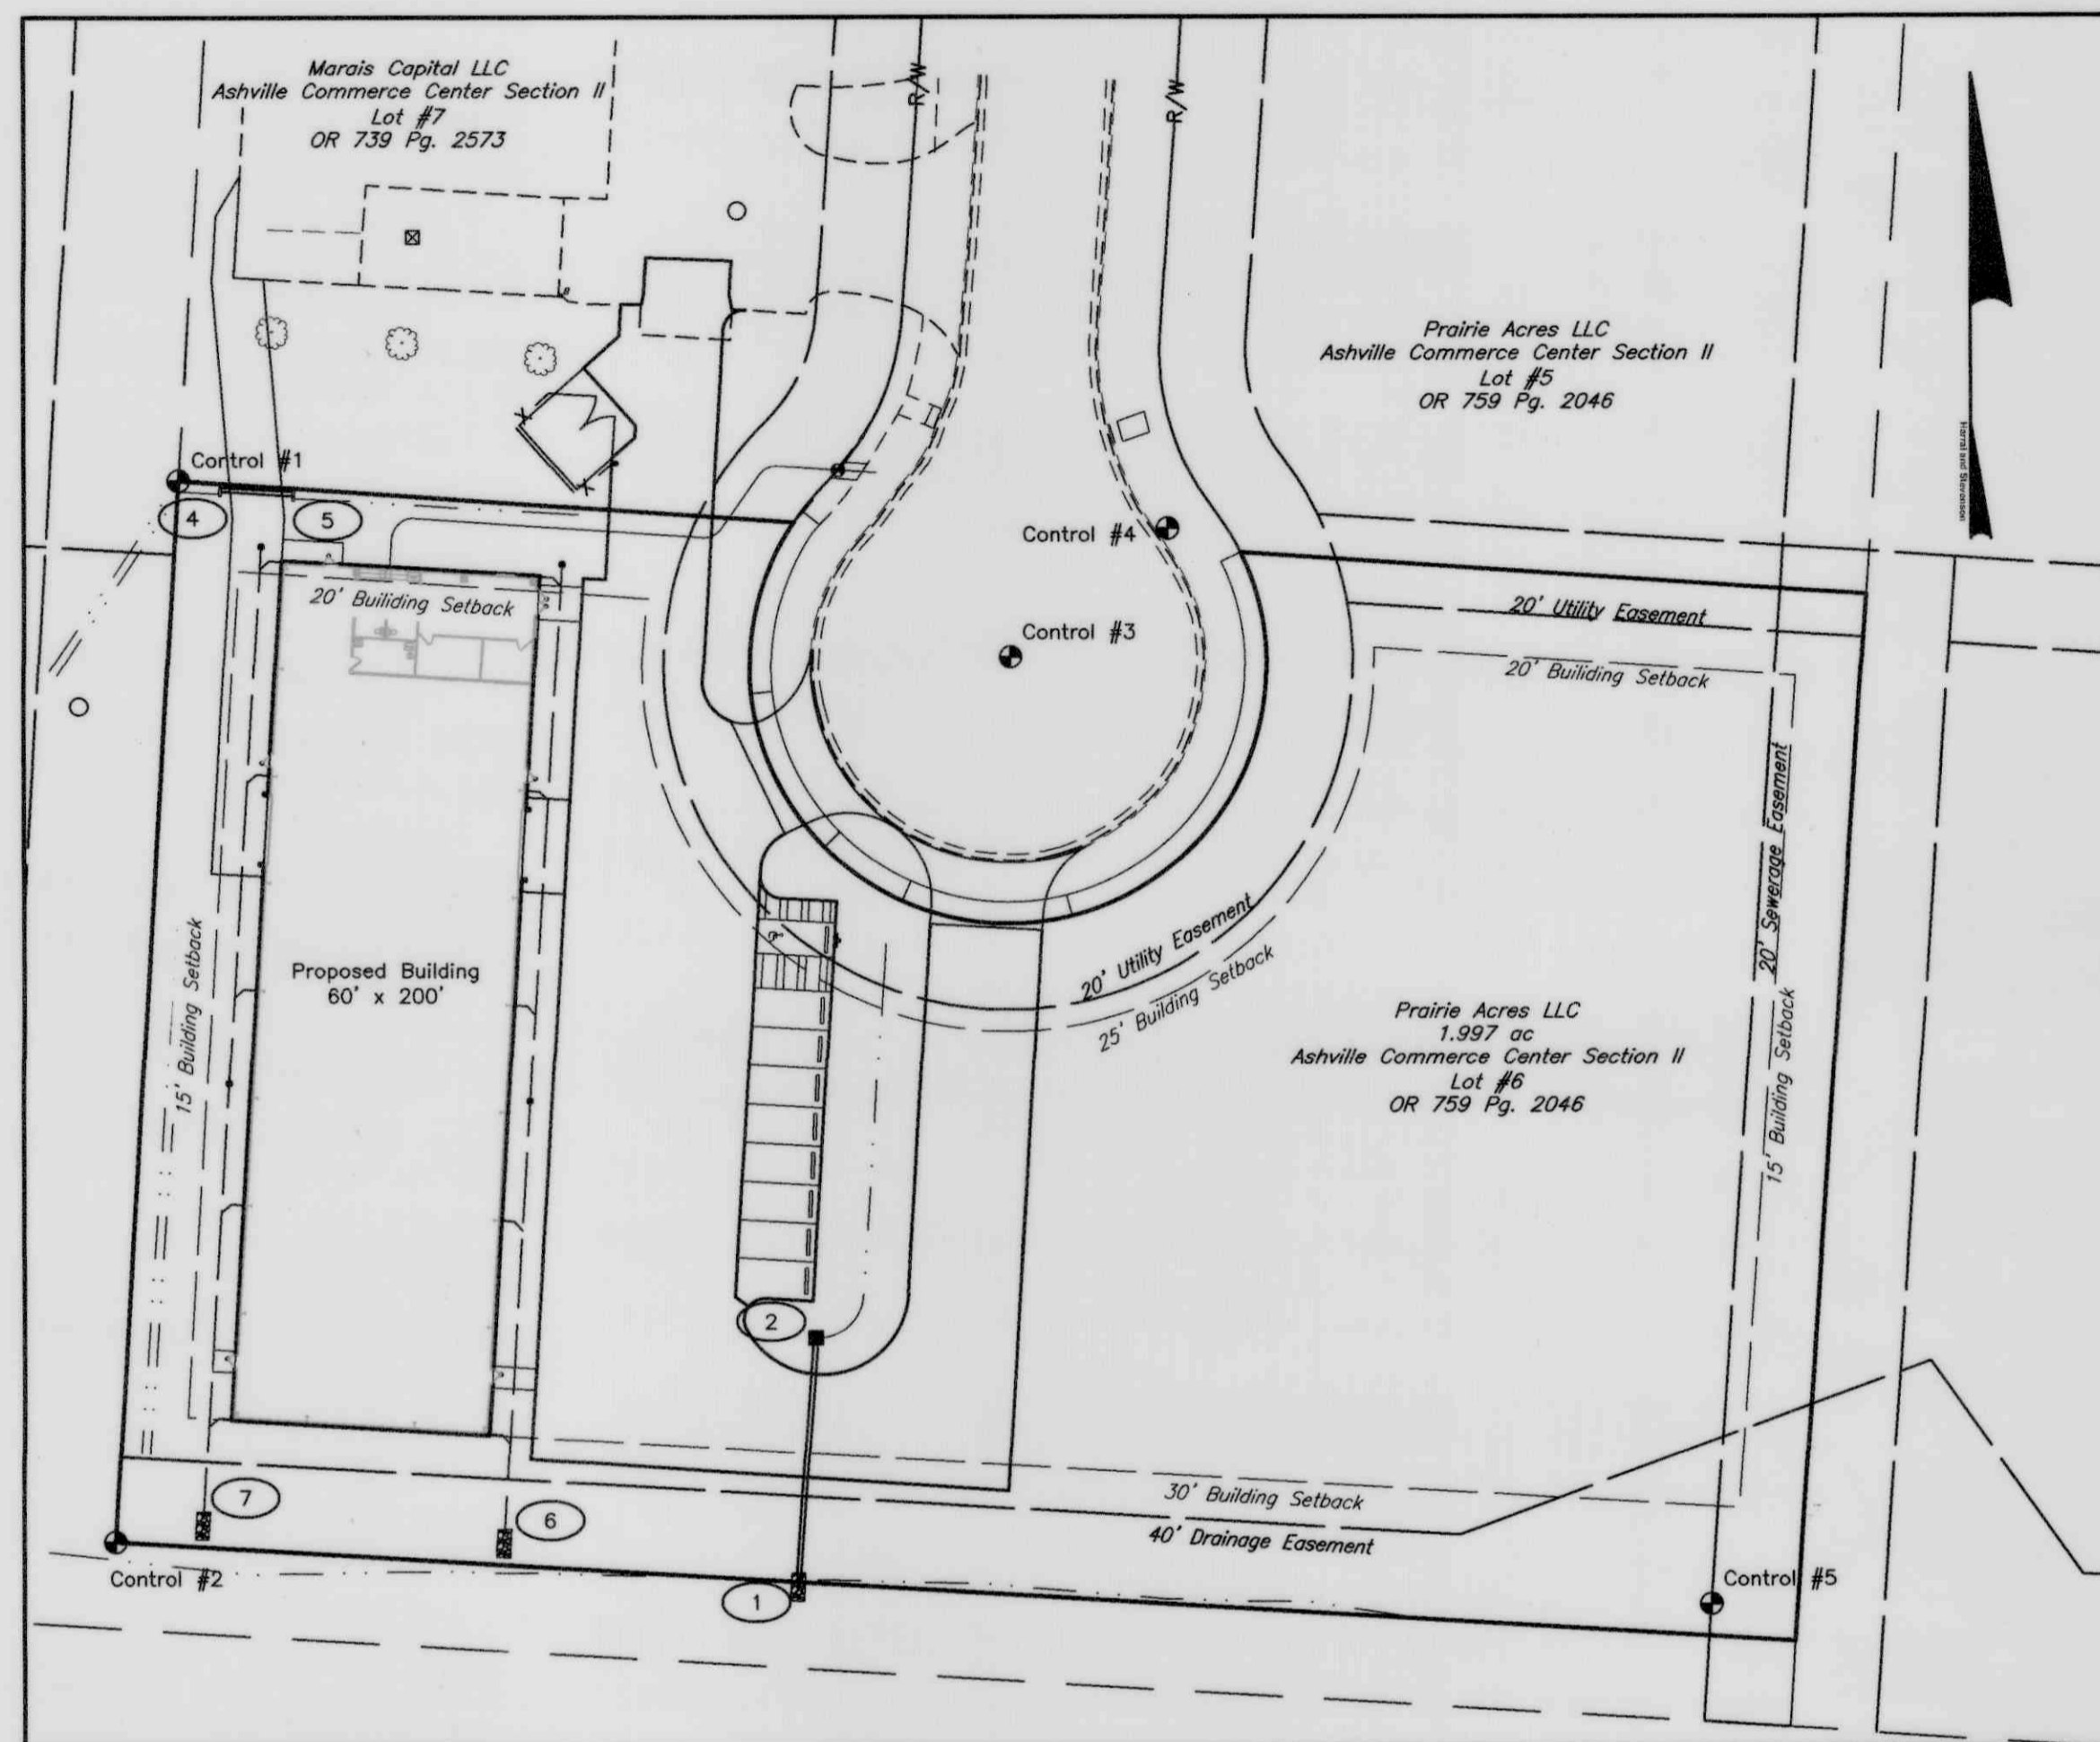 Marais Capital LLC
Ashville Commerce Center Section II
Lot #7
OR 739 Pg. 2573
R/W
R/W
Prairie Acres LLC
Ashville Commerce Center Section II
Lot #5
OR 759 Pg. 2046
Harral and Stevenson
Control #1
4
5
Control #4
20' Builiding Setback
Control #3
20' Utility Easement
20' Builiding Setback
20' Sewerage Easement
15' Building Setback
Proposed Building
60' x 200'
20' Utility Easement
25' Building Setback
Prairie Acres LLC
1.997 ac
Ashville Commerce Center Section II
Lot #6
OR 759 Pg. 2046
15' Building Setback
2
7
6
30' Building Setback
40' Drainage Easement
Control #2
1
Control #5